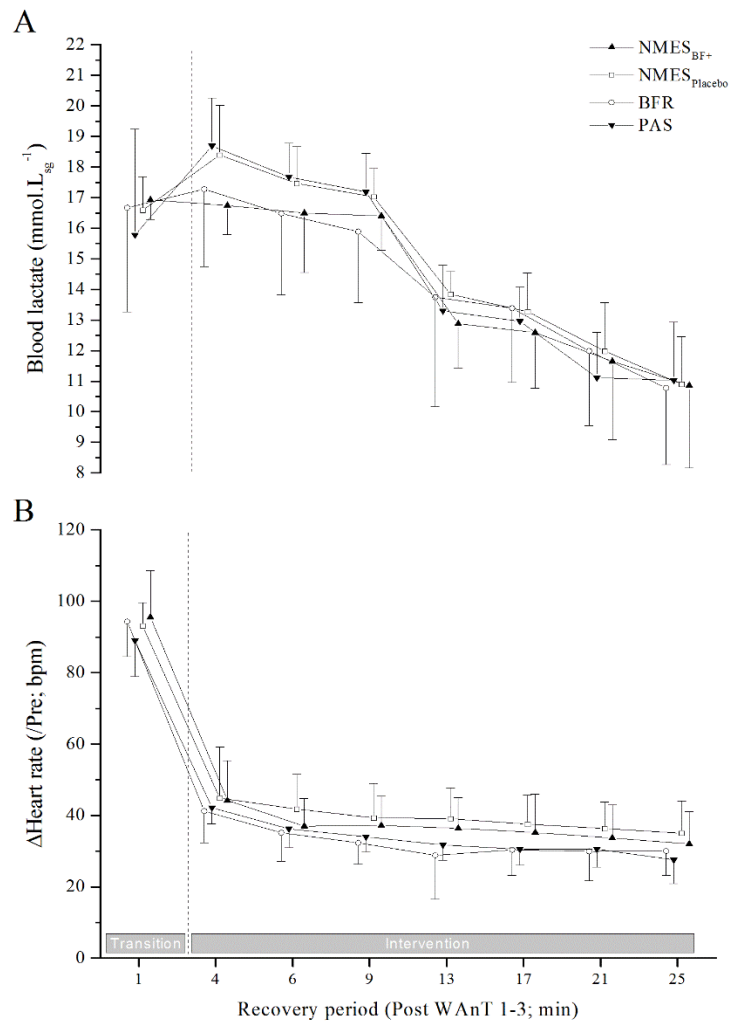 A
22
21
20
19
18
17
16
15
14
13
12
11
10
9
8
Blood lactate (mmol.L_sg^-1)
NMES_BF+
NMES_Placebo
BFR
PAS
B
120
100
80
60
40
20
0
ΔHeart rate (/Pre; bpm)
Transition Intervention
1 4 6 9 13 17 21 25
Recovery period (Post WAnT 1-3; min)